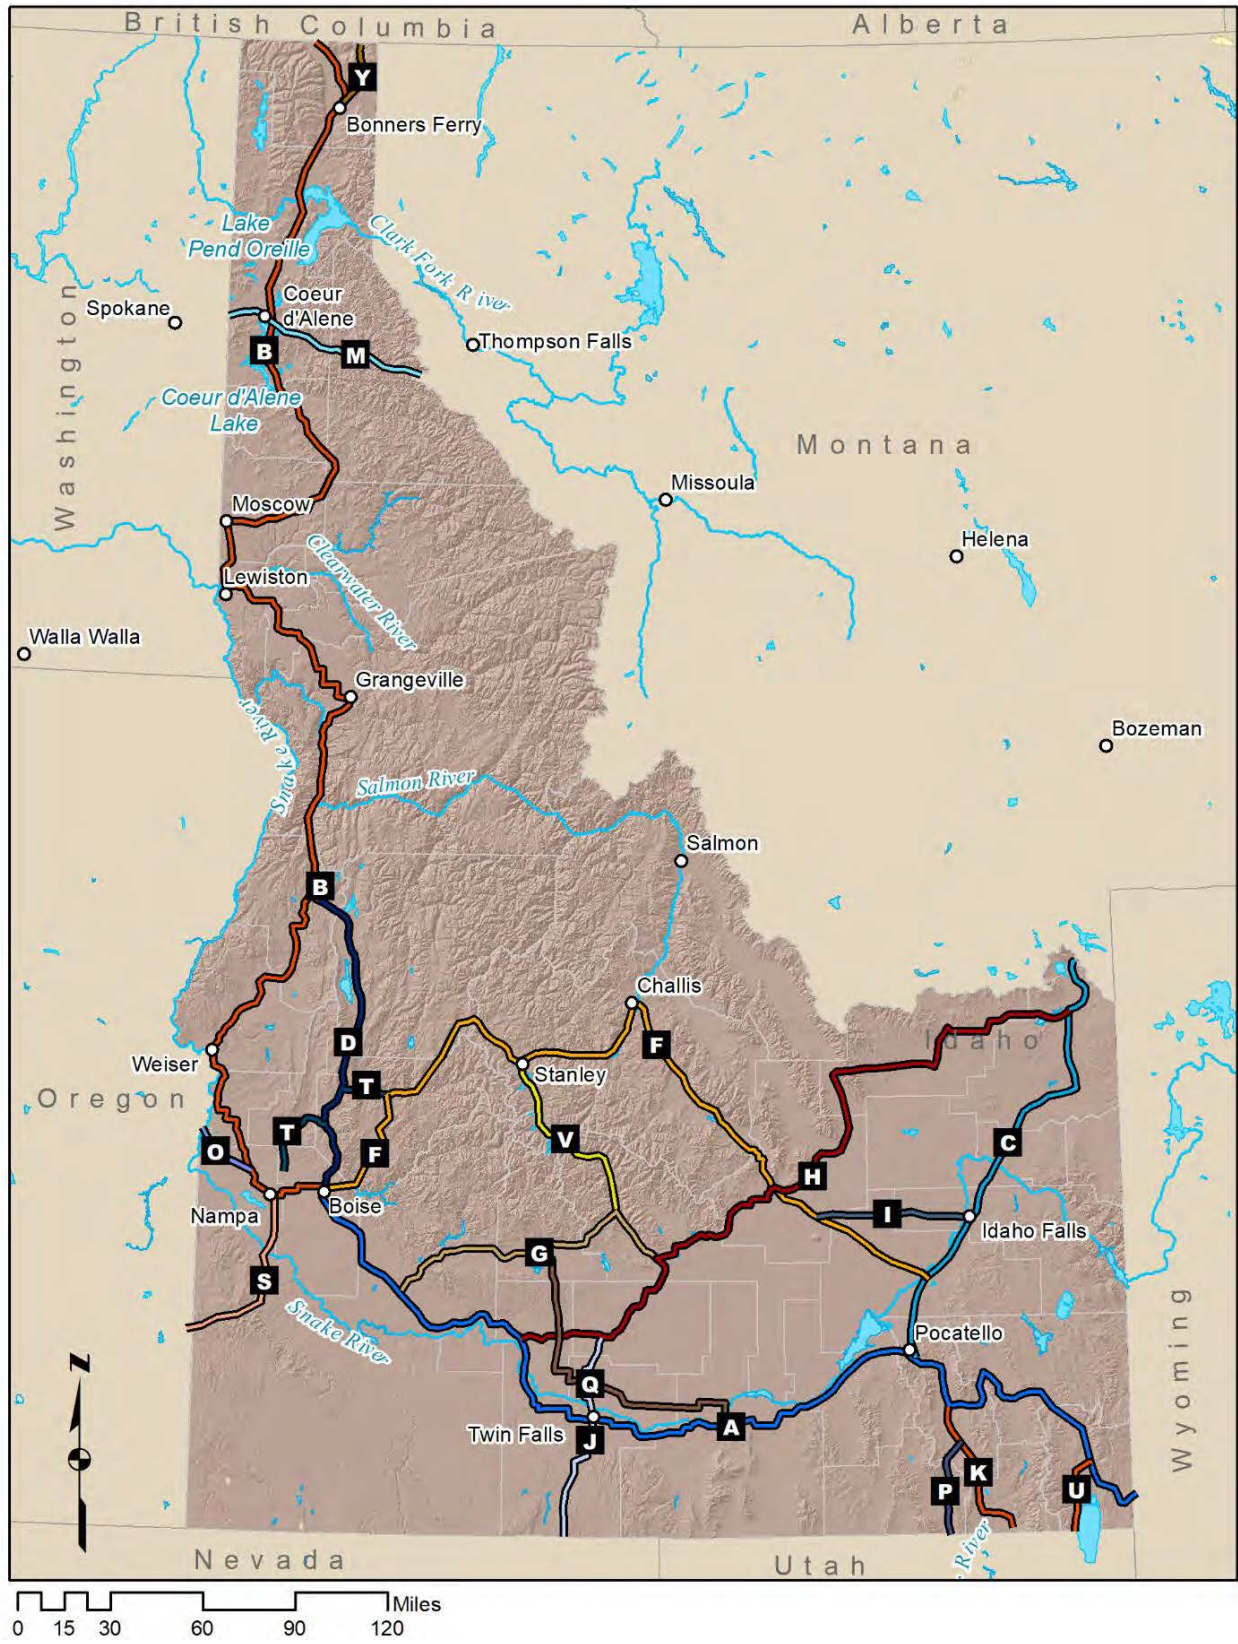 British Columbia
Alberta
Y
Bonners Ferry
Lake
Pend Oreille
Clark Fork River
Washington
Spokane
Coeur
d'Alene
Thompson Falls
B
M
Coeur d'Alene
Lake
Montana
Missoula
Moscow
Helena
Clearwater River
Lewiston
Walla Walla
Grangeville
Snake River
Bozeman
Salmon River
Salmon
B
Challis
Idaho
D
F
Weiser
Stanley
Oregon
T
T
V
C
O
F
H
Nampa
Boise
I
Idaho Falls
G
S
Snake River
Wyoming
Pocatello
N
Q
Twin Falls
J
A
K
P
U
River
Nevada
Utah
Miles
0 15 30 60 90 120